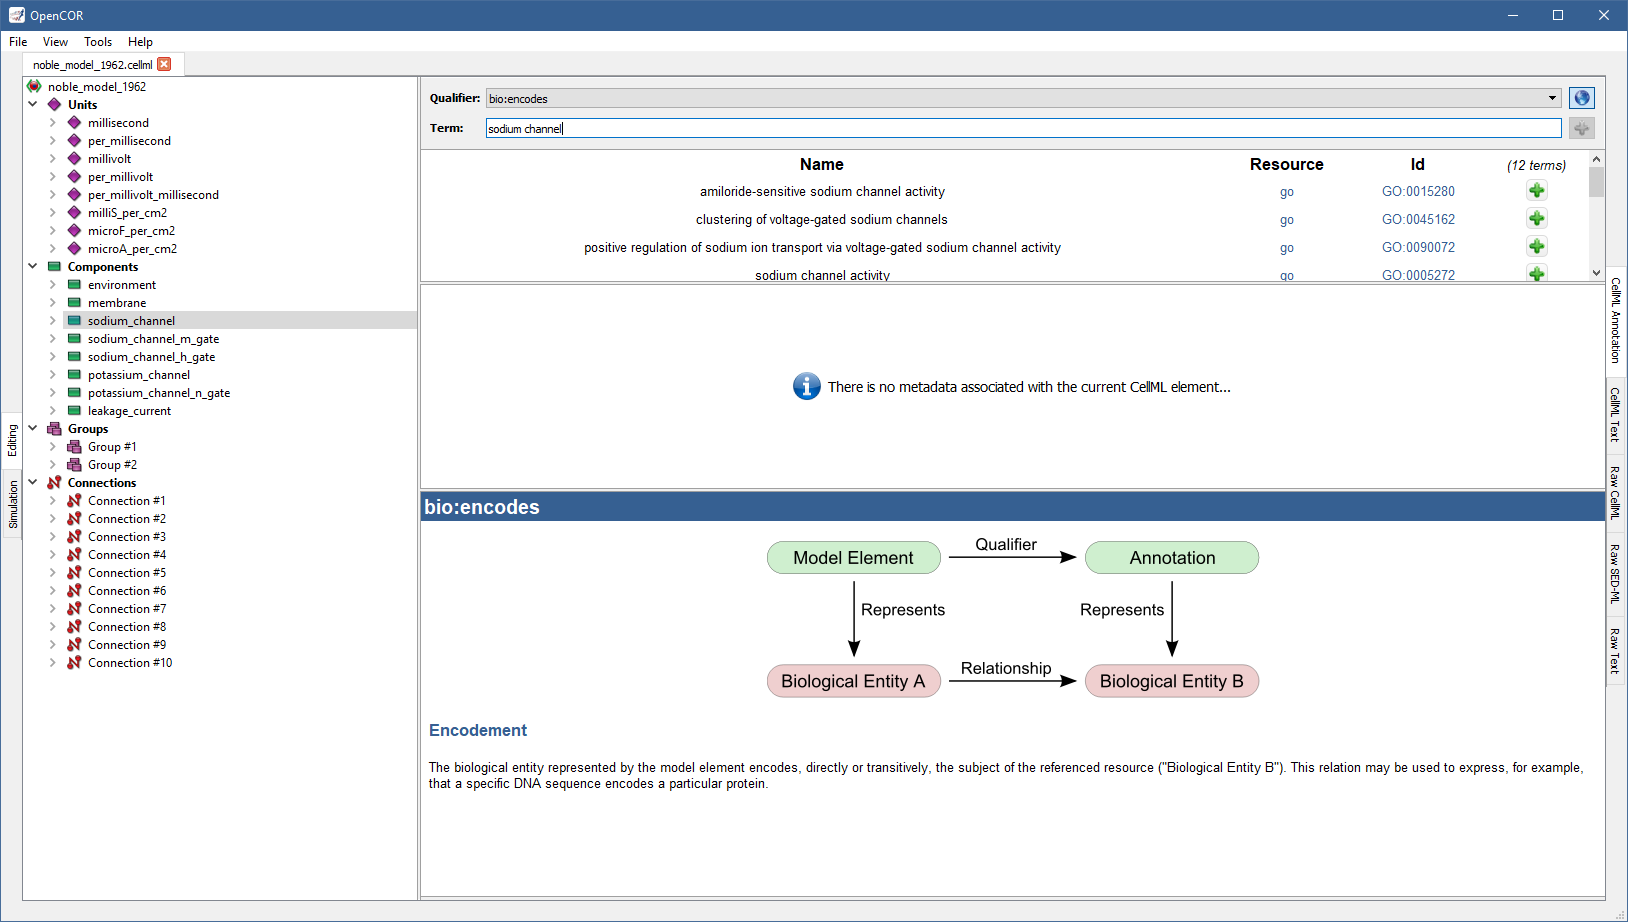 OpenCOR
File View Tools Help
noble_model_1962.cellml
noble_model_1962
Units
millisecond
per_millisecond
millivolt
per_millivolt
per_millivolt_millisecond
milliS_per_cm2
microF_per_cm2
microA_per_cm2
Components
environment
membrane
sodium_channel
sodium_channel_m_gate
sodium_channel_h_gate
potassium_channel
potassium_channel_n_gate
leakage_current
Groups
Group #1
Group #2
Connections
Connection #1
Connection #2
Connection #3
Connection #4
Connection #5
Connection #6
Connection #7
Connection #8
Connection #9
Connection #10
Editing
Simulation
Qualifier: bio:encodes
Term: sodium channel
Name Resource Id (12 terms)
amiloride-sensitive sodium channel activity go GO:0015280
clustering of voltage-gated sodium channels go GO:0045162
positive regulation of sodium ion transport via voltage-gated sodium channel activity go GO:0090072
sodium channel activity go GO:0005272
There is no metadata associated with the current CellML element...
bio:encodes
Model Element Qualifier Annotation
Represents Represents
Biological Entity A Relationship Biological Entity B
Encodement
The biological entity represented by the model element encodes, directly or transitively, the subject of the referenced resource ("Biological Entity B"). This relation may be used to express, for example,
that a specific DNA sequence encodes a particular protein.
CellML Annotation
CellML Text
Raw CellML
Raw SED-ML
Raw Text